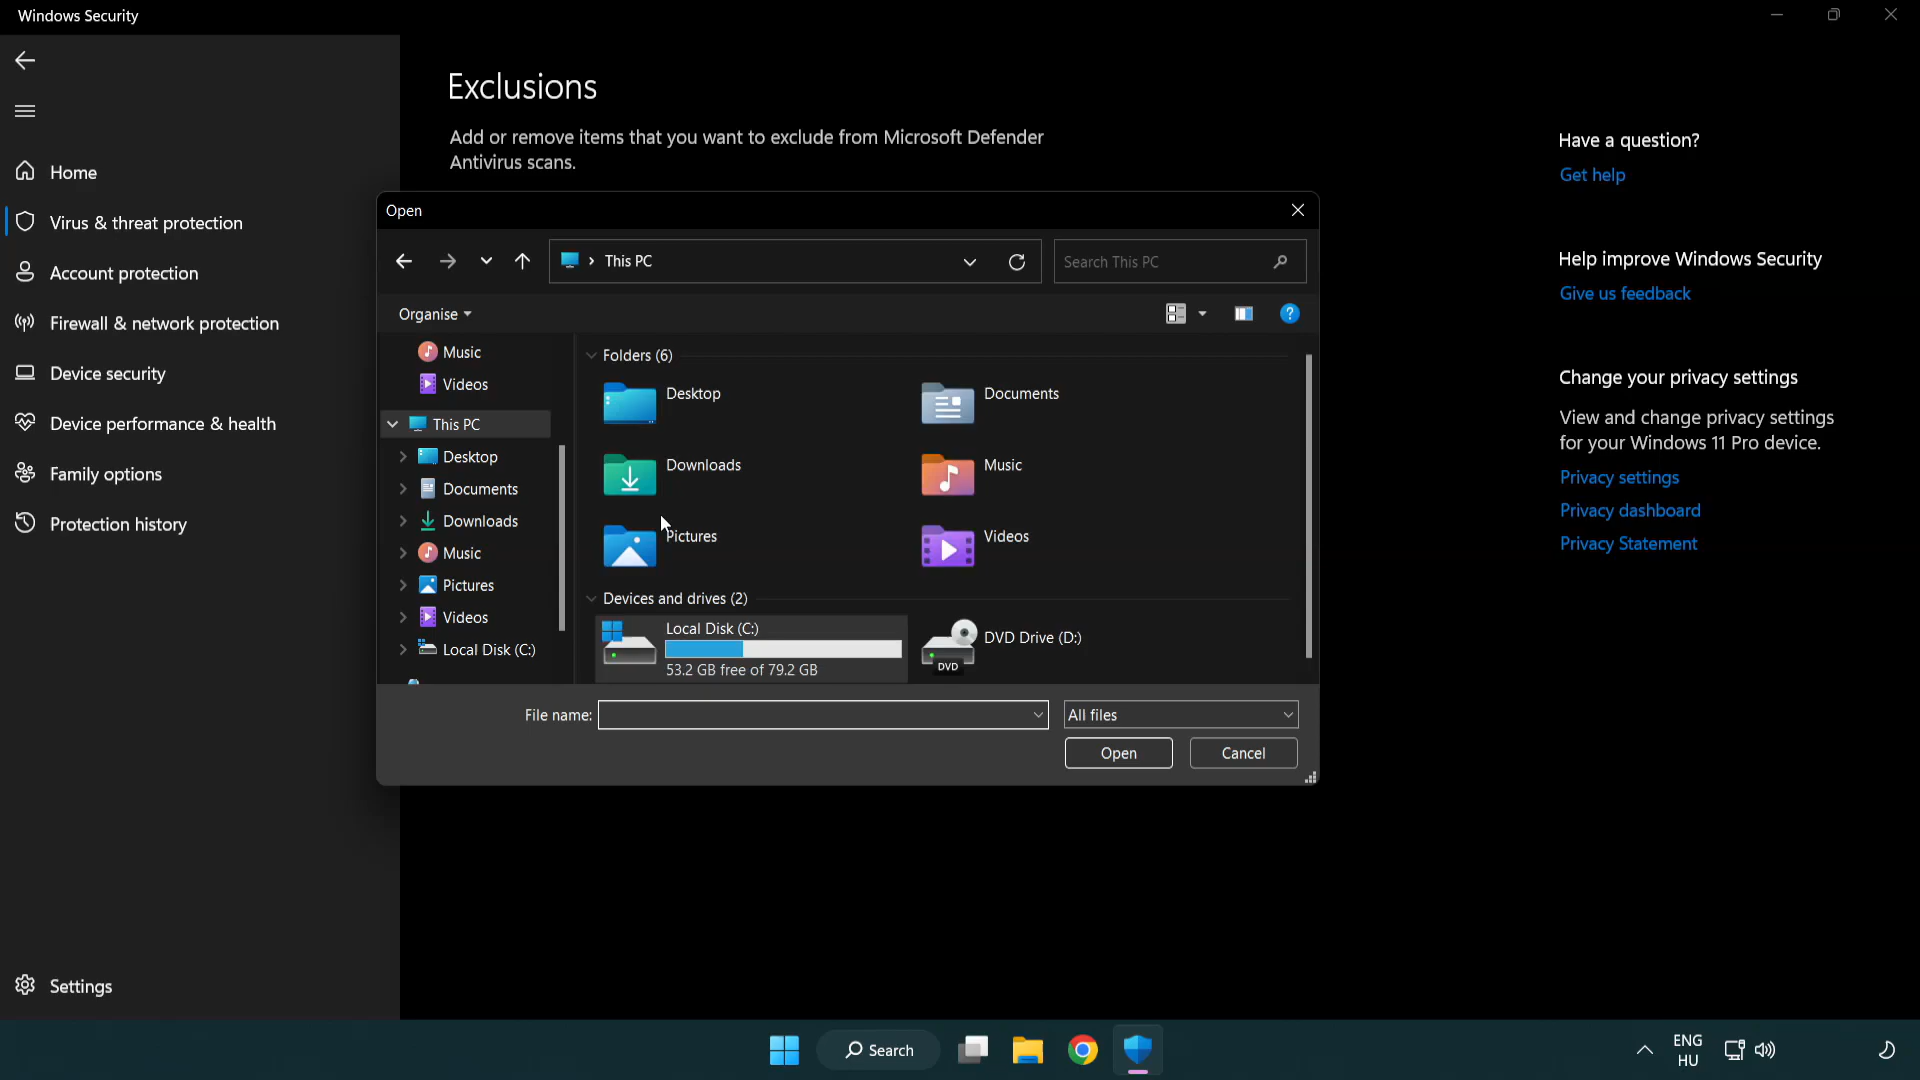 Windows Security
Home
Virus & threat protection
Account protection
Firewall & network protection
Device security
Device performance & health
Family options
Protection history
Settings
Exclusions
Add or remove items that you want to exclude from Microsoft Defender
Antivirus scans.
Open
This PC
Search This PC
Organise
Music
Videos
This PC
Desktop
Documents
Downloads
Music
Pictures
Videos
Local Disk (C:)
Folders (6)
Desktop
Documents
Downloads
Music
Pictures
Videos
Devices and drives (2)
Local Disk (C:)
53.2 GB free of 79.2 GB
DVD
DVD Drive (D:)
File name:
All files
Open
Cancel
Have a question?
Get help
Help improve Windows Security
Give us feedback
Change your privacy settings
View and change privacy settings
for your Windows 11 Pro device.
Privacy settings
Privacy dashboard
Privacy Statement
Search
ENG
HU